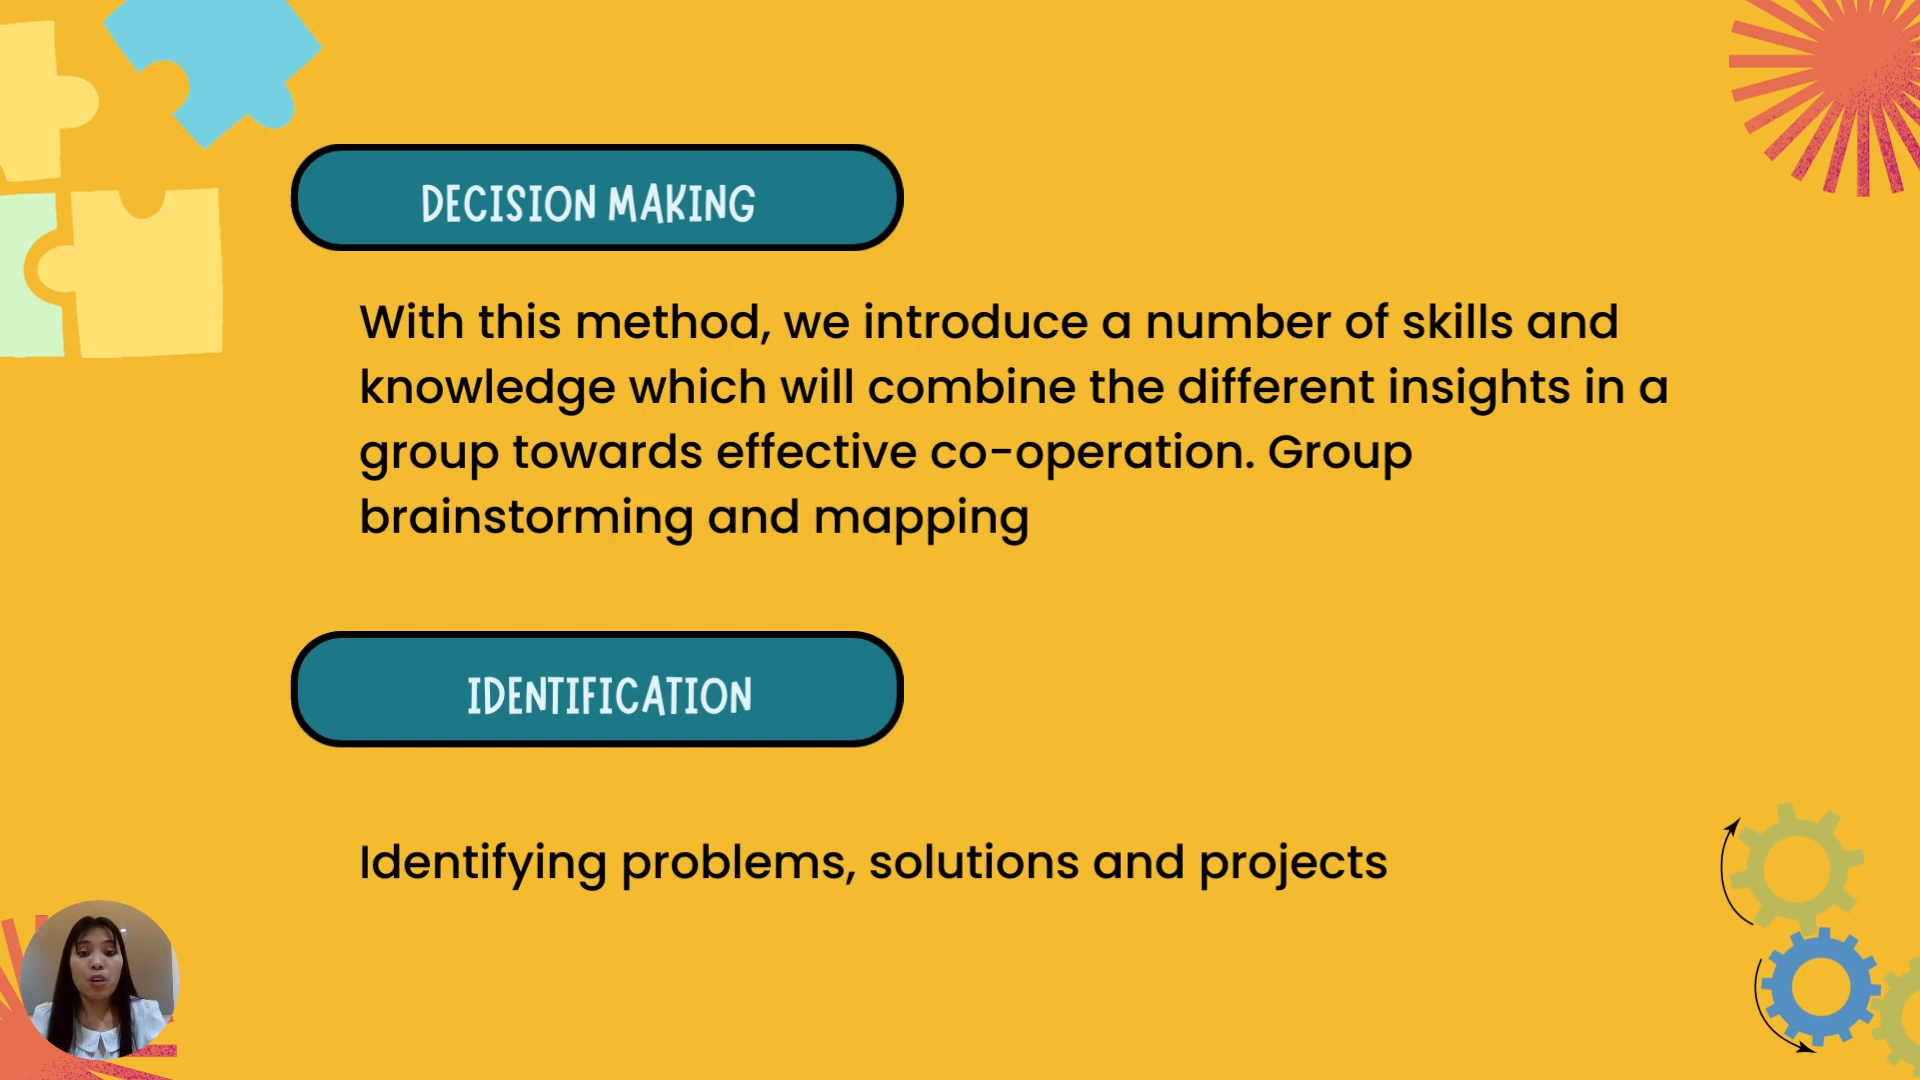 DECISION MAKING
With this method, we introduce a number of skills and
knowledge which will combine the different insights in a
group towards effective co-operation. Group
brainstorming and mapping
IDENTIFICATION
Identifying problems, solutions and projects